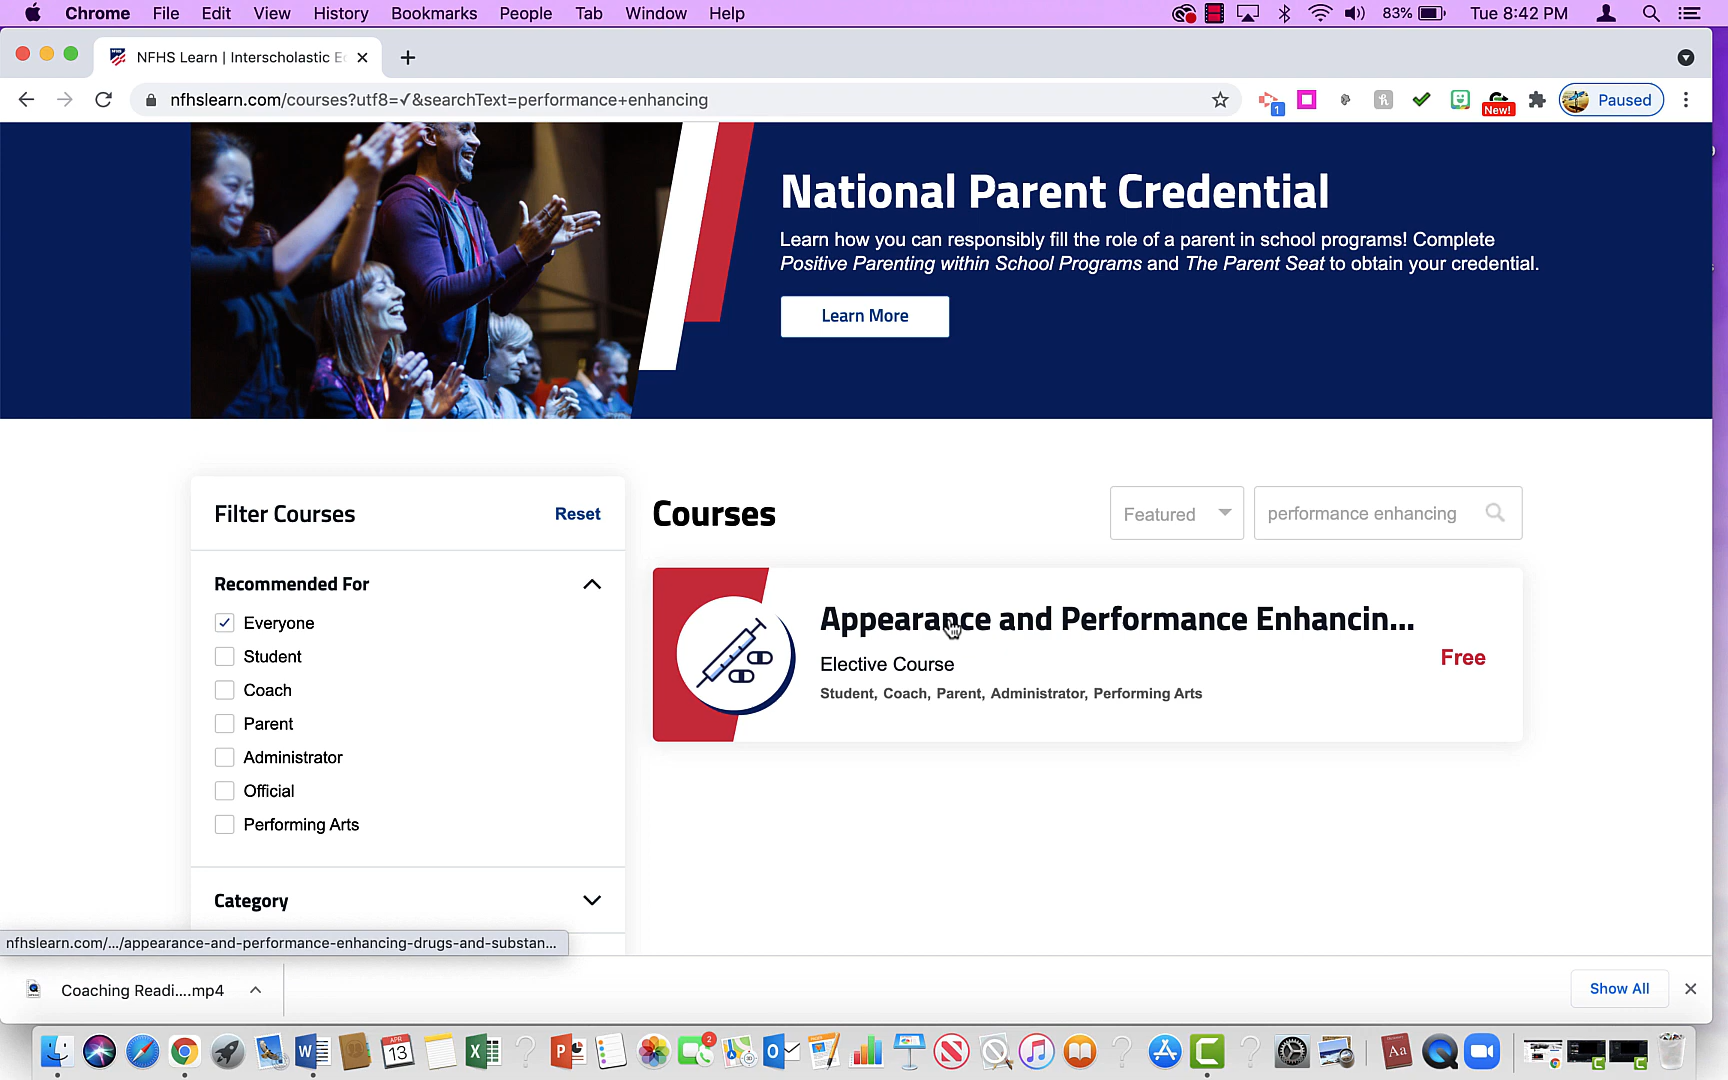 Chrome File Edit View History Bookmarks People Tab Window Help 83% Tue 8:42 PM
NFHS Learn | Interscholastic Ed
nfhslearn.com/courses?utf8=✓&searchText=performance+enhancing
1
New!
Paused
National Parent Credential
Learn how you can responsibly fill the role of a parent in school programs! Complete
Positive Parenting within School Programs and The Parent Seat to obtain your credential.
Learn More
Filter Courses
Reset
Courses
Featured
performance enhancing
Recommended For
Everyone
Student
Coach
Parent
Administrator
Official
Performing Arts
Category
Appearance and Performance Enhancin...
Elective Course
Free
Student, Coach, Parent, Administrator, Performing Arts
nfhslearn.com/.../appearance-and-performance-enhancing-drugs-and-substan...
Coaching Readi....mp4
Show All
APR
13
2
Aa